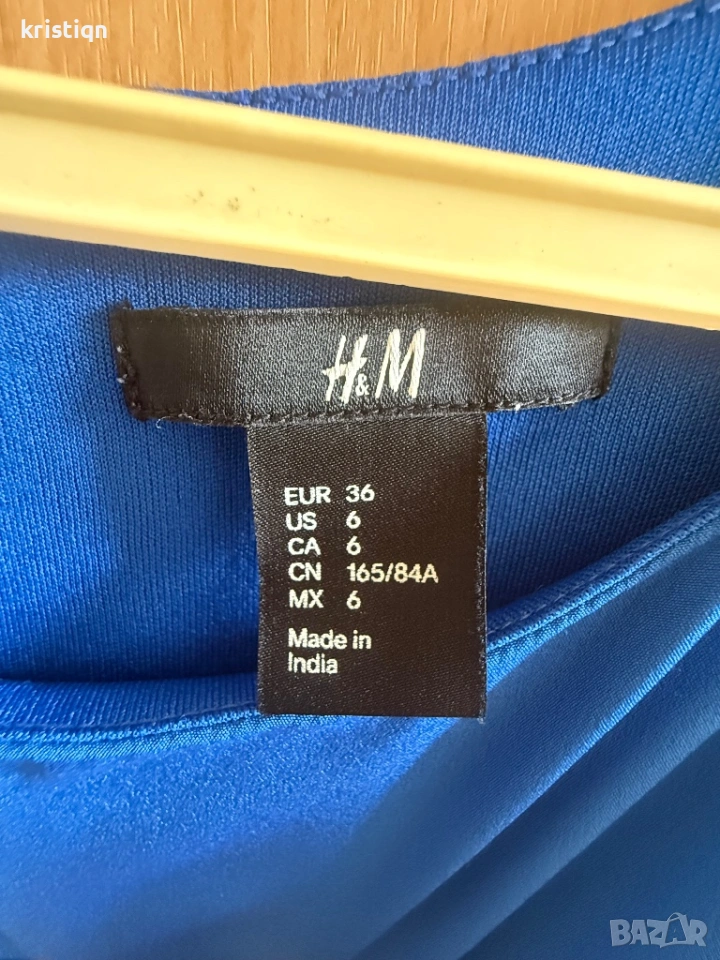 kristiqn
H&M
EUR 36
US 6
CA 6
CN 165/84A
MX 6
Made in
India
BAZAR